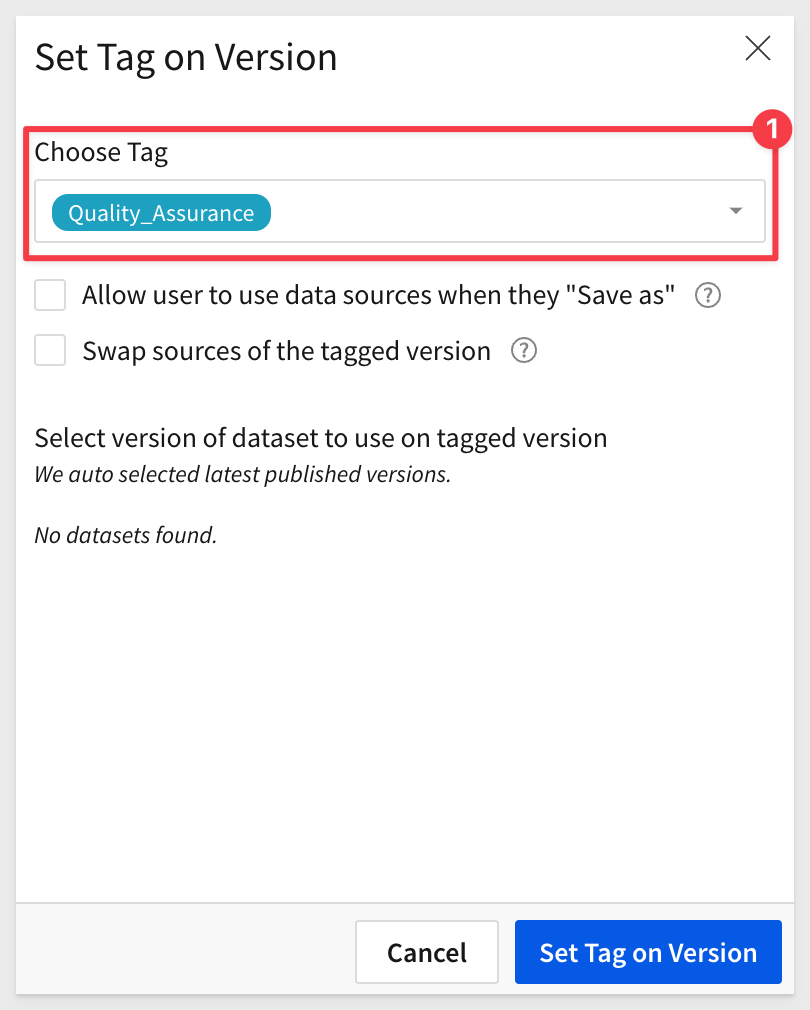 Set Tag on Version
1
Choose Tag
Quality_Assurance
Allow user to use data sources when they "Save as" ?
Swap sources of the tagged version ?
Select version of dataset to use on tagged version
We auto selected latest published versions.
No datasets found.
Cancel
Set Tag on Version